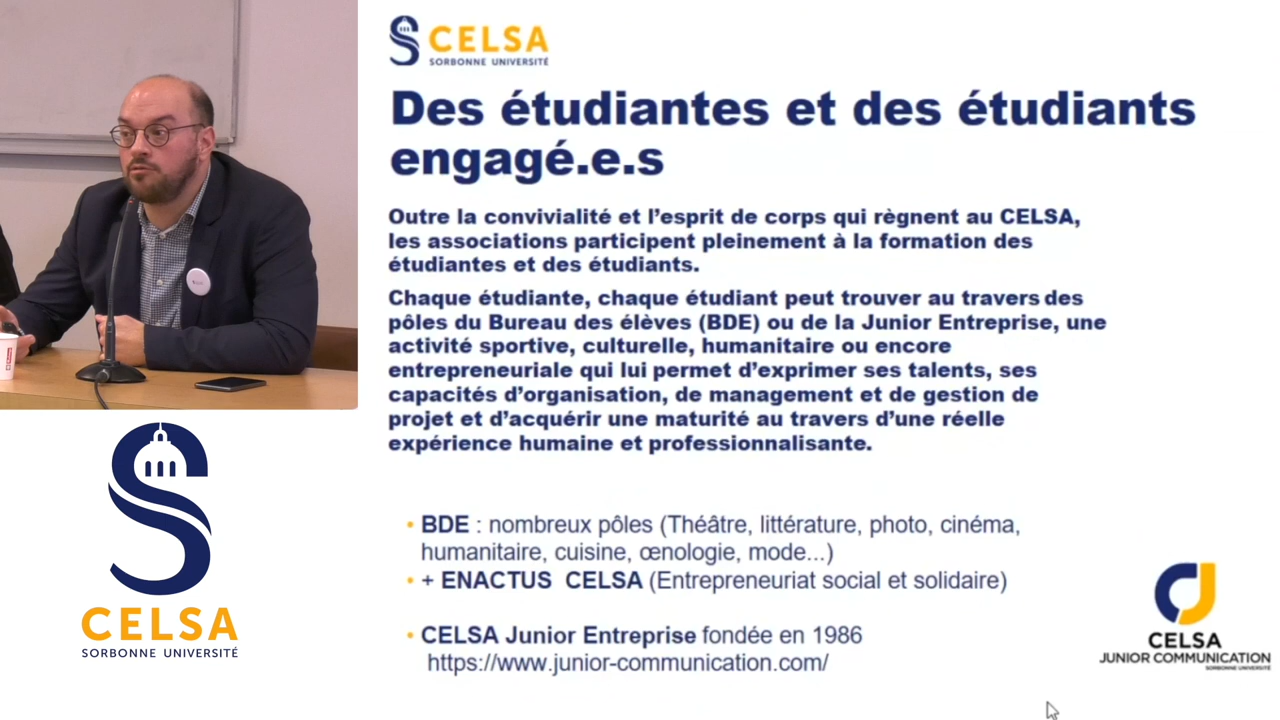 CELSA
SORBONNE UNIVERSITÉ
Des étudiantes et des étudiants
engagé.e.s
Outre la convivialité et l’esprit de corps qui règnent au CELSA,
les associations participent pleinement à la formation des
étudiantes et des étudiants.
Chaque étudiante, chaque étudiant peut trouver au travers des
pôles du Bureau des élèves (BDE) ou de la Junior Entreprise, une
activité sportive, culturelle, humanitaire ou encore
entrepreneuriale qui lui permet d’exprimer ses talents, ses
capacités d’organisation, de management et de gestion de
projet et d’acquérir une maturité au travers d’une réelle
expérience humaine et professionnalisante.
• BDE : nombreux pôles (Théâtre, littérature, photo, cinéma,
humanitaire, cuisine, œnologie, mode...)
• + ENACTUS CELSA (Entrepreneuriat social et solidaire)
• CELSA Junior Entreprise fondée en 1986
https://www.junior-communication.com/
CELSA
SORBONNE UNIVERSITÉ
CELSA
JUNIOR COMMUNICATION
SORBONNE UNIVERSITÉ